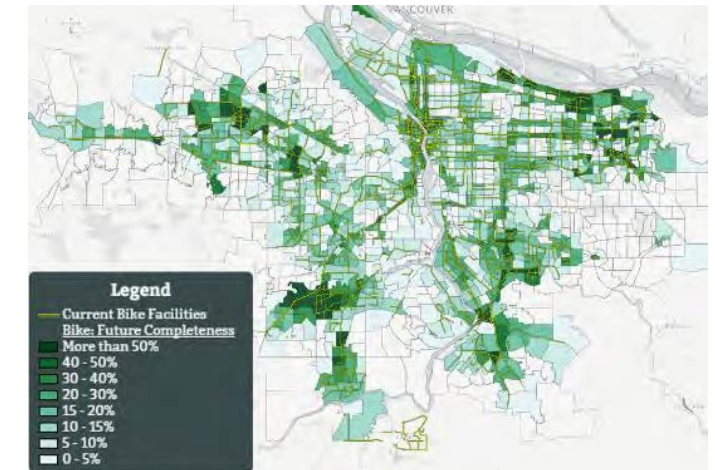 VANCOUVER
Legend
Current Bike Facilities
Bike: Future Completeness
More than 50%
40 - 50%
30 - 40%
20 - 30%
15 - 20%
10 - 15%
5 - 10%
0 - 5%